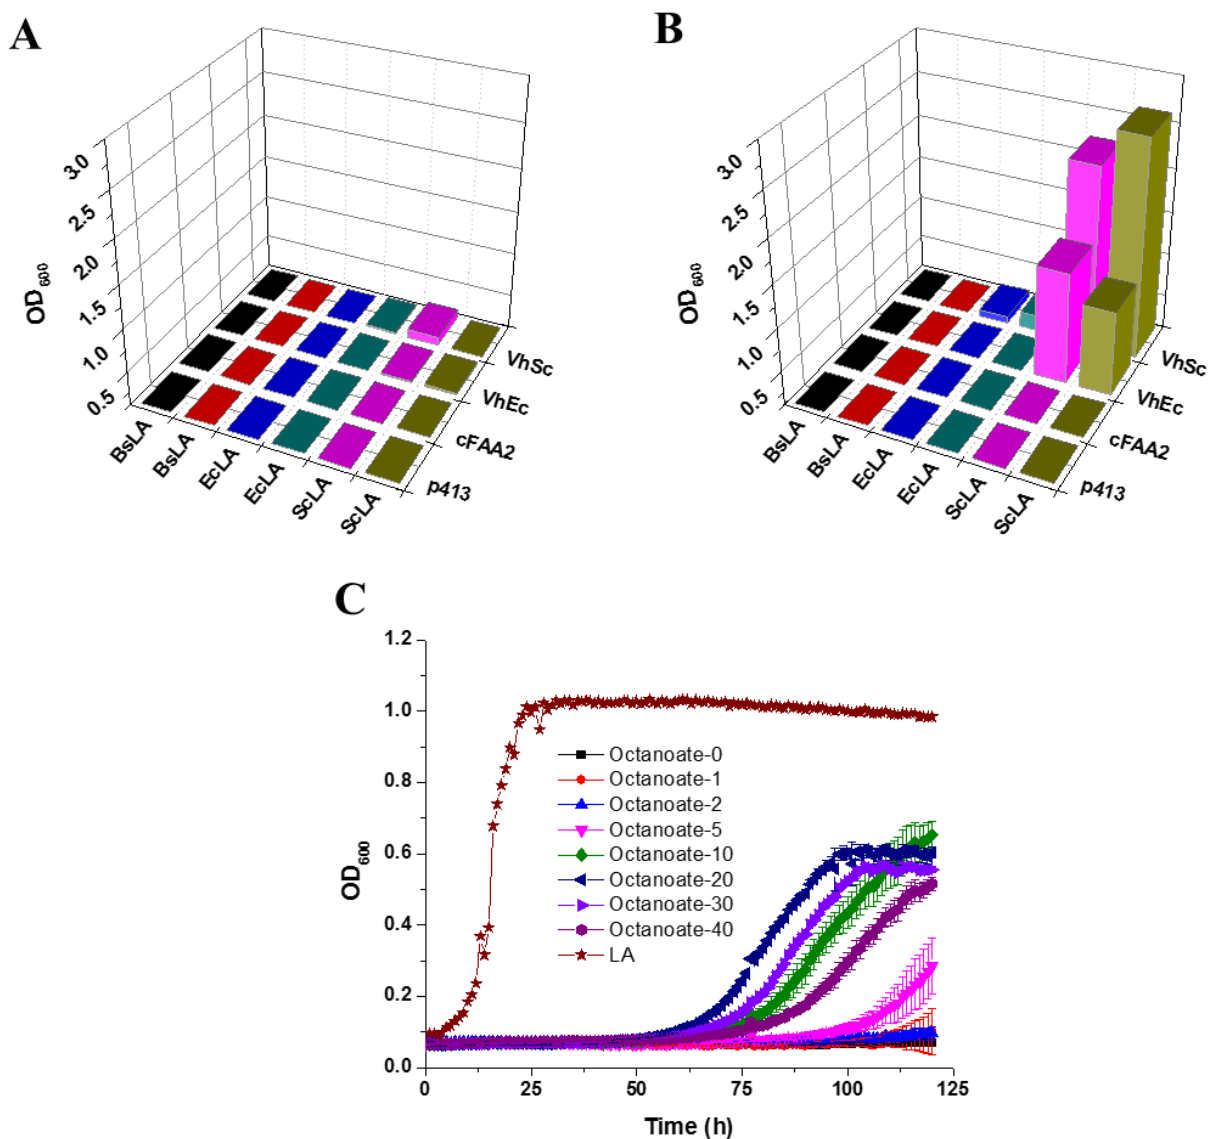 A
3.0
2.5
2.0
1.5
1.0
0.5
OD600
BsLA
BsLA
EcLA
EcLA
ScLA
ScLA
VhSc
VhEc
cFAA2
p413
B
3.0
2.5
2.0
1.5
1.0
0.5
OD600
BsLA
BsLA
EcLA
EcLA
ScLA
ScLA
VhSc
VhEc
cFAA2
p413
C
1.2
1.0
0.8
0.6
0.4
0.2
0.0
OD600
Octanoate-0
Octanoate-1
Octanoate-2
Octanoate-5
Octanoate-10
Octanoate-20
Octanoate-30
Octanoate-40
LA
0 25 50 75 100 125
Time (h)